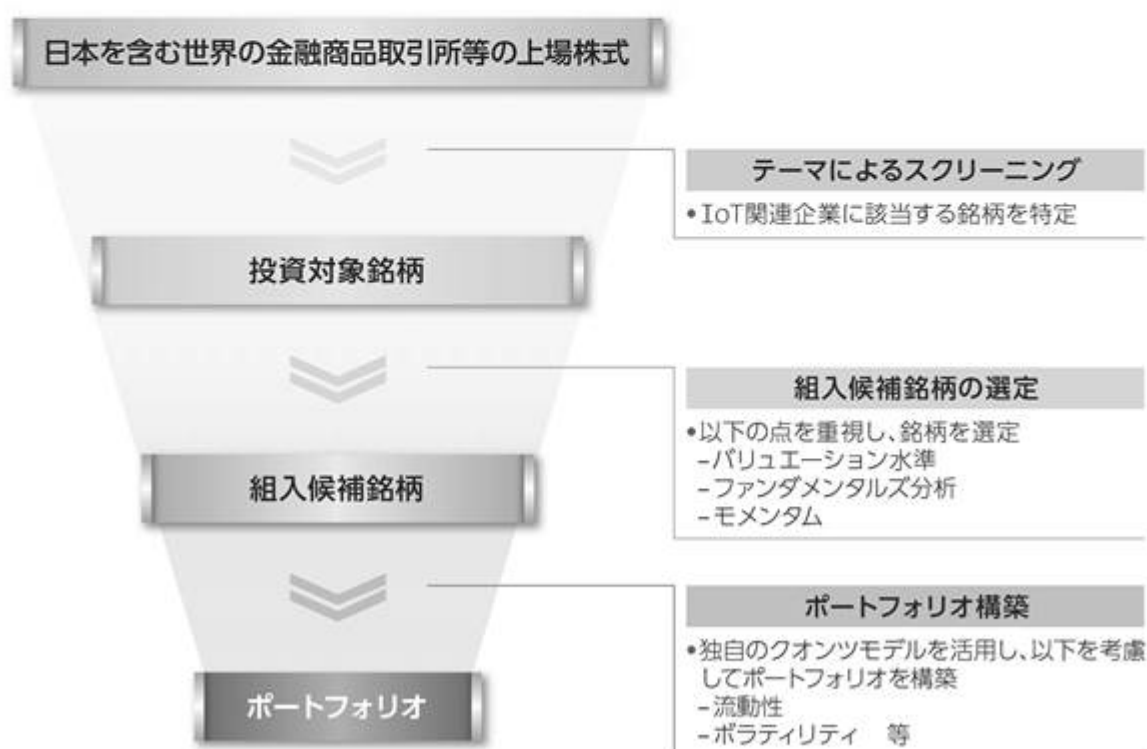 日本を含む世界の金融商品取引所等の上場株式
テーマによるスクリーニング
•IoT関連企業に該当する銘柄を特定
投資対象銘柄
組入候補銘柄の選定
•以下の点を重視し、銘柄を選定
−バリュエーション水準
−ファンダメンタルズ分析
−モメンタム
組入候補銘柄
ポートフォリオ構築
•独自のクオンツモデルを活用し、以下を考慮
してポートフォリオを構築
−流動性
−ボラティリティ　等
ポートフォリオ